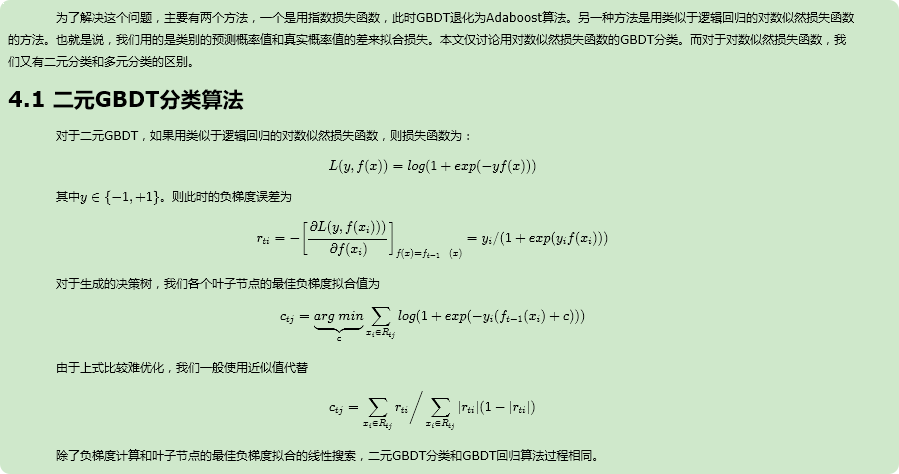 为了解决这个问题，主要有两个方法，一个是用指数损失函数，此时GBDT退化为Adaboost算法。另一种方法是用类似于逻辑回归的对数似然损失函数
的方法。也就是说，我们用的是类别的预测概率值和真实概率值的差来拟合损失。本文仅讨论用对数似然损失函数的GBDT分类。而对于对数似然损失函数，我
们又有二元分类和多元分类的区别。
4.1 二元GBDT分类算法
对于二元GBDT，如果用类似于逻辑回归的对数似然损失函数，则损失函数为：
L(y, f(x)) = log(1 + exp(−yf(x)))
其中y ∈ {−1, +1}。则此时的负梯度误差为
r_{ti} = −[∂L(y, f(x_i)))/∂f(x_i)]_{f(x)=f_{t−1} (x)} = y_i/(1 + exp(y_i f(x_i)))
对于生成的决策树，我们各个叶子节点的最佳负梯度拟合值为
c_{tj} = arg min_c ∑_{x_i∈R_{tj}} log(1 + exp(−y_i(f_{t−1}(x_i) + c)))
由于上式比较难优化，我们一般使用近似值代替
c_{tj} = ∑_{x_i∈R_{tj}} r_{ti} / ∑_{x_i∈R_{tj}} |r_{ti}|(1 − |r_{ti}|)
除了负梯度计算和叶子节点的最佳负梯度拟合的线性搜索，二元GBDT分类和GBDT回归算法过程相同。